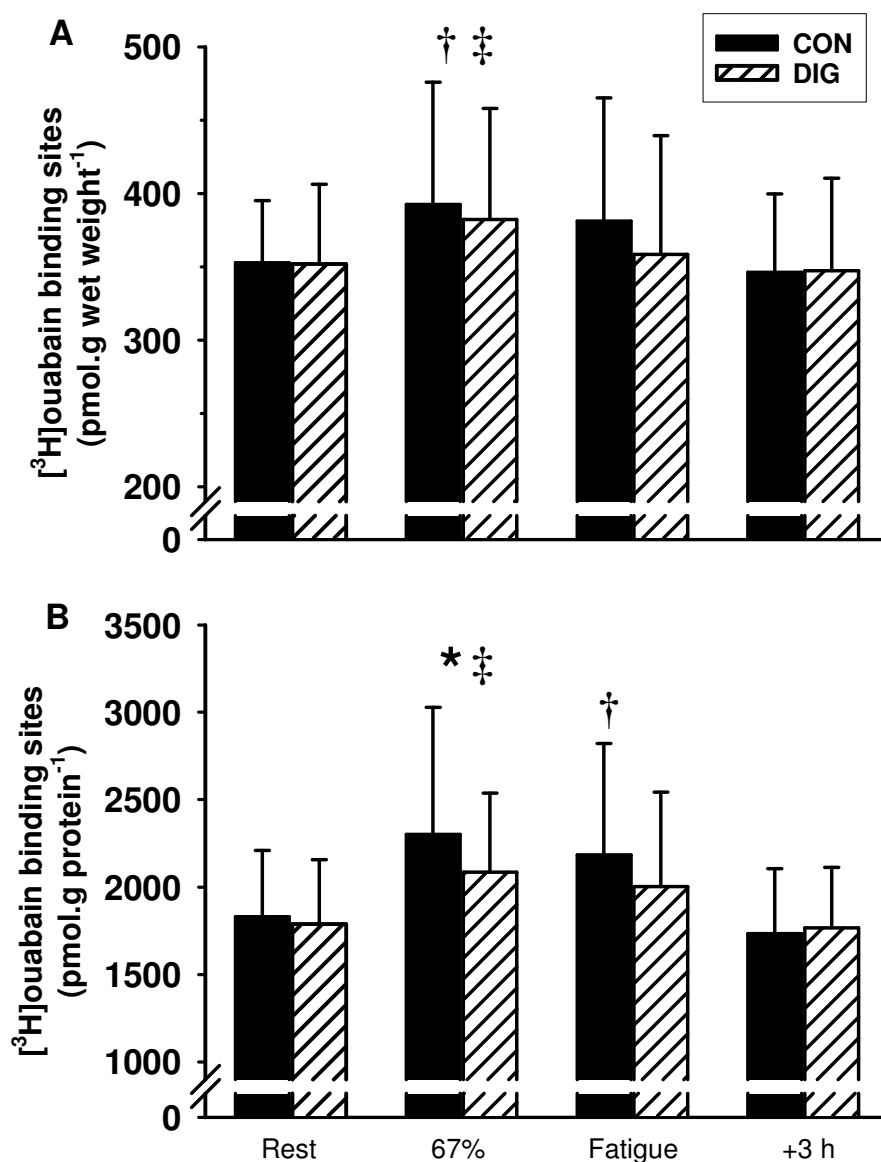 A
† ‡
CON
DIG
[³H]ouabain binding sites
(pmol.g wet weight⁻¹)
500
400
300
200
0
B
* ‡
†
[³H]ouabain binding sites
(pmol.g protein⁻¹)
3500
3000
2500
2000
1500
1000
0
Rest 67% Fatigue +3 h